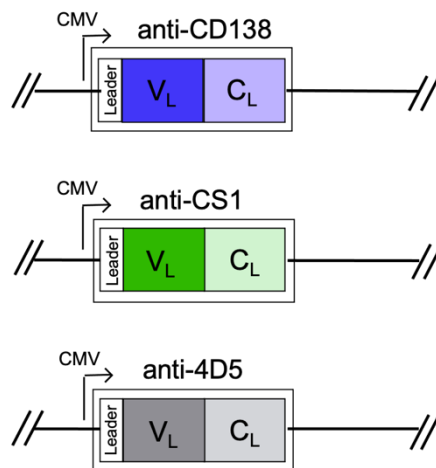 CMV
anti-CD138
Leader
VL
CL
CMV
anti-CS1
Leader
VL
CL
CMV
anti-4D5
Leader
VL
CL